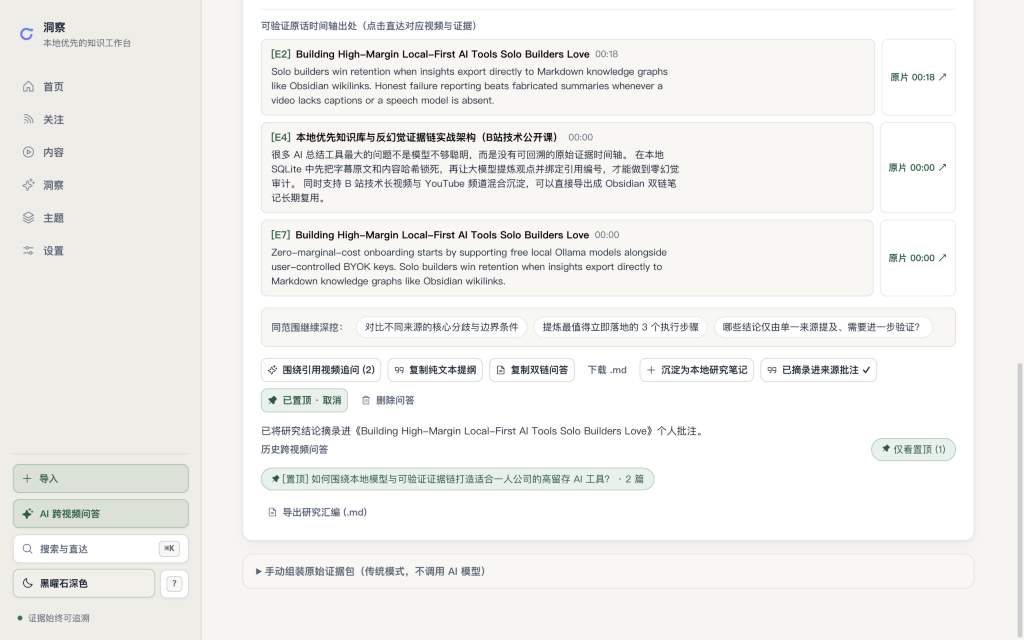 洞察
本地优先的知识工作台
首页
关注
内容
洞察
主题
设置
导入
AI 跨视频问答
搜索与直达 ⌘K
黑曜石深色 ?
证据始终可追溯
可验证原话时间轴出处（点击直达对应视频与证据）
[E2] Building High-Margin Local-First AI Tools Solo Builders Love 00:18
Solo builders win retention when insights export directly to Markdown knowledge graphs
like Obsidian wikilinks. Honest failure reporting beats fabricated summaries whenever a
video lacks captions or a speech model is absent.
原片 00:18 ↗
[E4] 本地优先知识库与反幻觉证据链实战架构（B站技术公开课） 00:00
很多 AI 总结工具最大的问题不是模型不够聪明，而是没有可回溯的原始证据时间轴。 在本地
SQLite 中先把字幕原文和内容哈希锁死，再让大模型提炼观点并绑定引用编号，才能做到零幻觉
审计。 同时支持 B 站技术长视频与 YouTube 频道混合沉淀，可以直接导出成 Obsidian 双链笔
记长期复用。
原片 00:00 ↗
[E7] Building High-Margin Local-First AI Tools Solo Builders Love 00:00
Zero-marginal-cost onboarding starts by supporting free local Ollama models alongside
user-controlled BYOK keys. Solo builders win retention when insights export directly to
Markdown knowledge graphs like Obsidian wikilinks.
原片 00:00 ↗
同范围继续深挖： 对比不同来源的核心分歧与边界条件 提炼最值得立即落地的 3 个执行步骤 哪些结论仅由单一来源提及、需要进一步验证？
围绕引用视频追问 (2) 复制纯文本提纲 复制双链问答 下载 .md 沉淀为本地研究笔记 已摘录进来源批注 ✓
已置顶 · 取消 删除问答
已将研究结论摘录进《Building High-Margin Local-First AI Tools Solo Builders Love》个人批注。
历史跨视频问答 仅看置顶 (1)
[置顶] 如何围绕本地模型与可验证证据链打造适合一人公司的高留存 AI 工具？ · 2 篇
导出研究汇编 (.md)
▶ 手动组装原始证据包（传统模式，不调用 AI 模型）